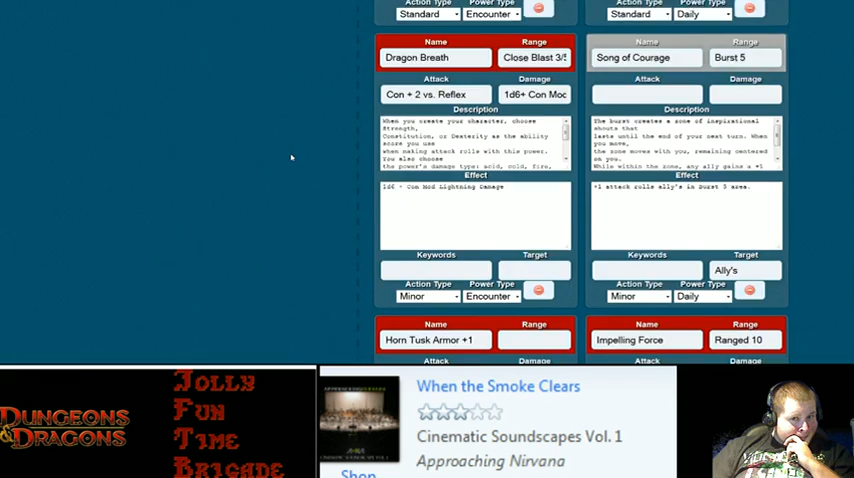 Action Type Power Type
Standard Encounter
Action Type Power Type
Standard Daily
Name Range
Dragon Breath Close Blast 3/5
Attack Damage
Con + 2 vs. Reflex 1d6+ Con Mod
Description
When you create your character, choose
Strength,
Constitution, or Dexterity as the ability
score you use
when making attack rolls with this power.
You also choose
the power's damage type: acid, cold, fire,
Effect
1d6 + Con Mod Lightning Damage
Keywords Target
Action Type Power Type
Minor Encounter
Name Range
Song of Courage Burst 5
Attack Damage
Description
The burst creates a zone of inspirational
shouts that
lasts until the end of your next turn. When
you move,
the zone moves with you, remaining centered
on you.
While within the zone, any ally gains a +1
Effect
+1 attack rolls ally's in Burst 5 area.
Keywords Target
Ally's
Action Type Power Type
Minor Daily
Name Range
Horn Tusk Armor +1
Attack Damage
Name Range
Impelling Force Ranged 10
Attack Damage
DUNGEONS
& DRAGONS
Jolly
Fun
Time
Brigade
When the Smoke Clears
Cinematic Soundscapes Vol. 1
Approaching Nirvana
Shop